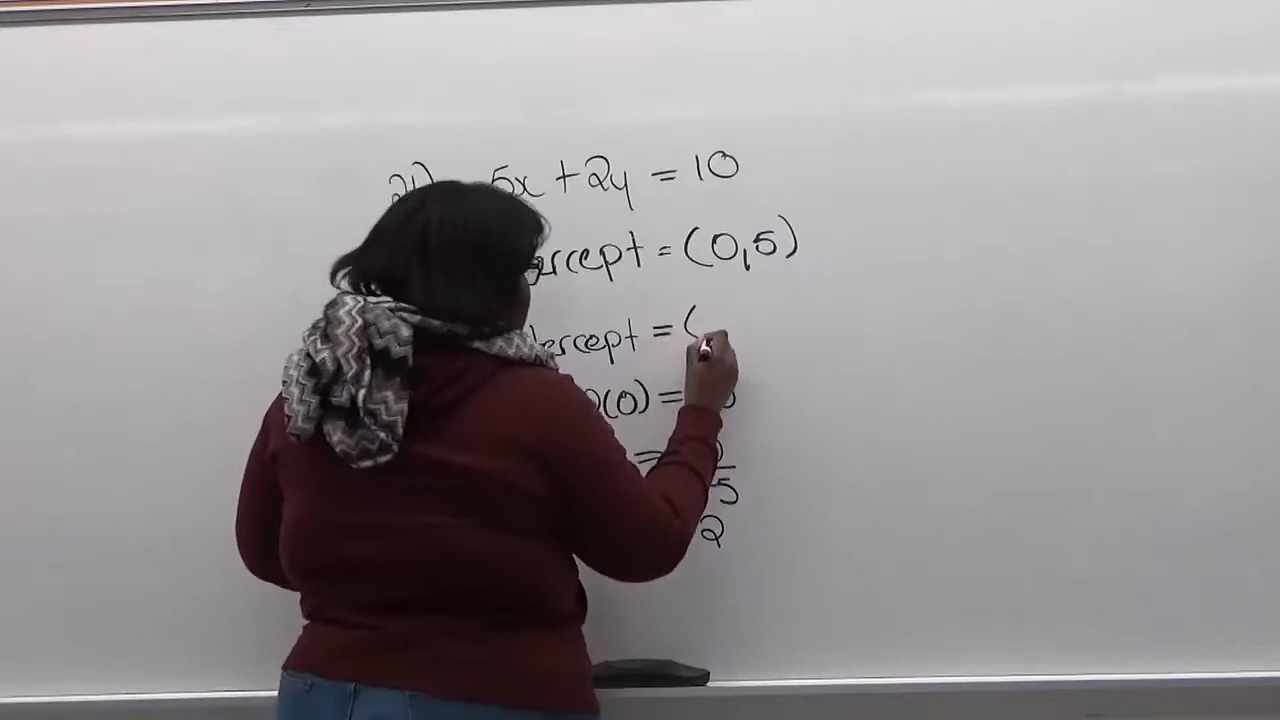 21) -5x + 2y = 10
ercept = (0,5)
tercept = (
(0) =
=
-5
2